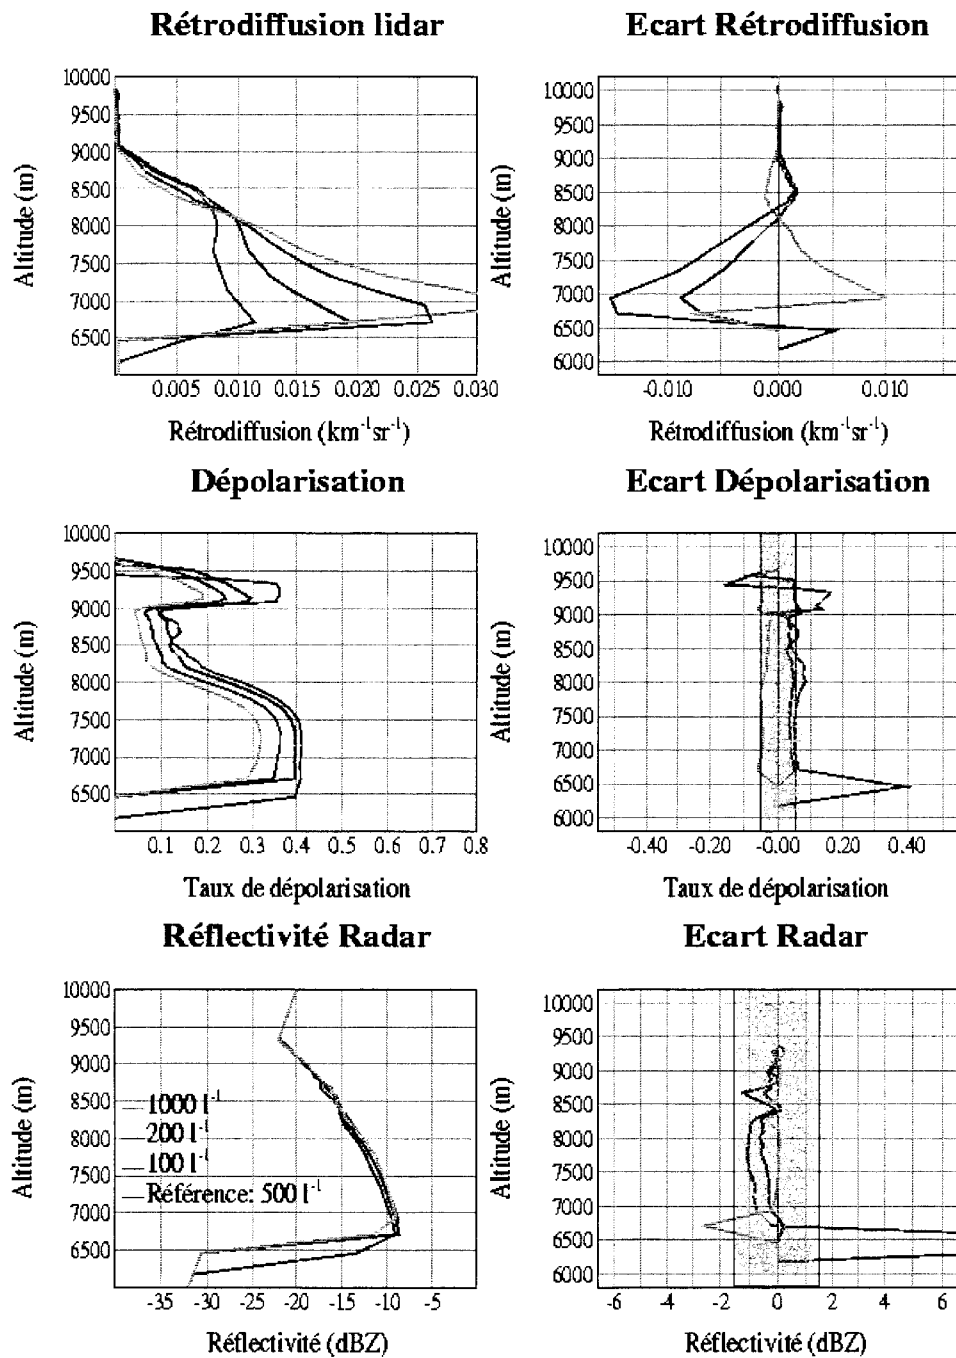 Rétrodiffusion lidar
10000
9500
9000
8500
8000
7500
7000
6500
Altitude (m)
0.005 0.010 0.015 0.020 0.025 0.030
Rétrodiffusion (km⁻¹sr⁻¹)
Ecart Rétrodiffusion
10000
9500
9000
8500
8000
7500
7000
6500
6000
Altitude (m)
-0.010 0.000 0.010
Rétrodiffusion (km⁻¹sr⁻¹)
Dépolarisation
10000
9500
9000
8500
8000
7500
7000
6500
Altitude (m)
0.1 0.2 0.3 0.4 0.5 0.6 0.7 0.8
Taux de dépolarisation
Ecart Dépolarisation
10000
9500
9000
8500
8000
7500
7000
6500
6000
Altitude (m)
-0.40 -0.20 -0.00 0.20 0.40
Taux de dépolarisation
Réflectivité Radar
10000
9500
9000
8500
8000
7500
7000
6500
Altitude (m)
1000 l⁻¹
200 l⁻¹
100 l⁻¹
Référence: 500 l⁻¹
-35 -30 -25 -20 -15 -10 -5
Réflectivité (dBZ)
Ecart Radar
10000
9500
9000
8500
8000
7500
7000
6500
6000
Altitude (m)
-6 -4 -2 0 2 4 6
Réflectivité (dBZ)